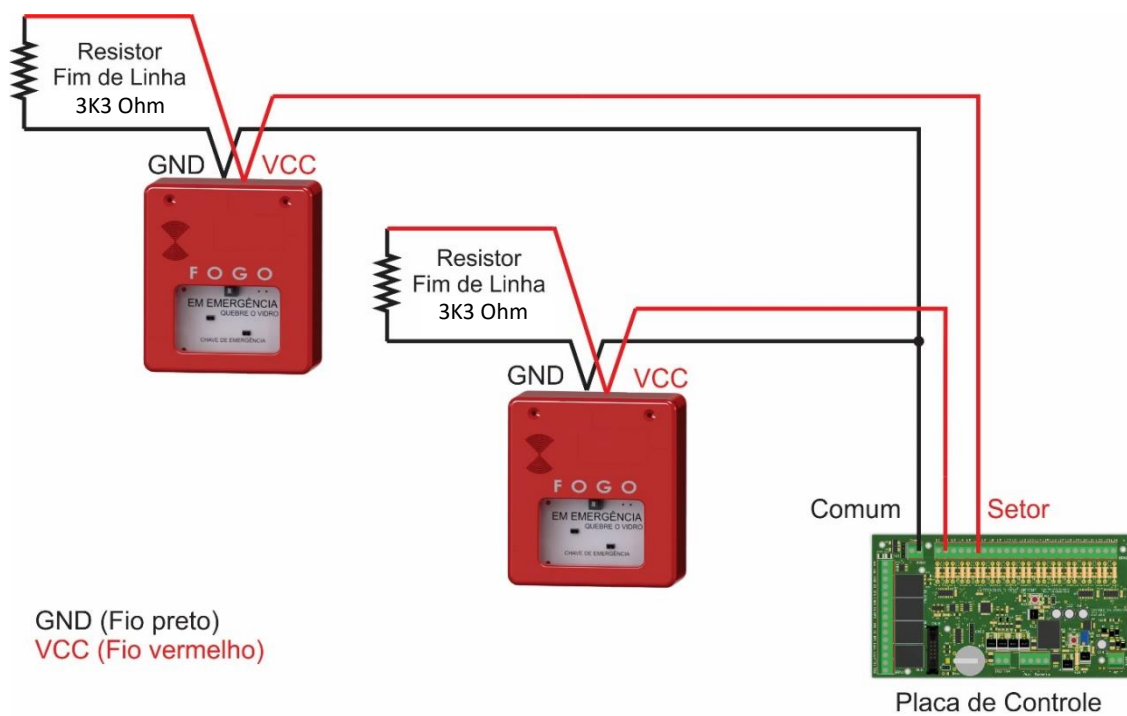 Resistor
Fim de Linha
3K3 Ohm
GND
VCC
FOGO
EM EMERGÊNCIA
QUEBRE O VIDRO
CHAVE DE EMERGÊNCIA
Resistor
Fim de Linha
3K3 Ohm
GND
VCC
FOGO
EM EMERGÊNCIA
QUEBRE O VIDRO
CHAVE DE EMERGÊNCIA
Comum
Setor
GND (Fio preto)
VCC (Fio vermelho)
Placa de Controle